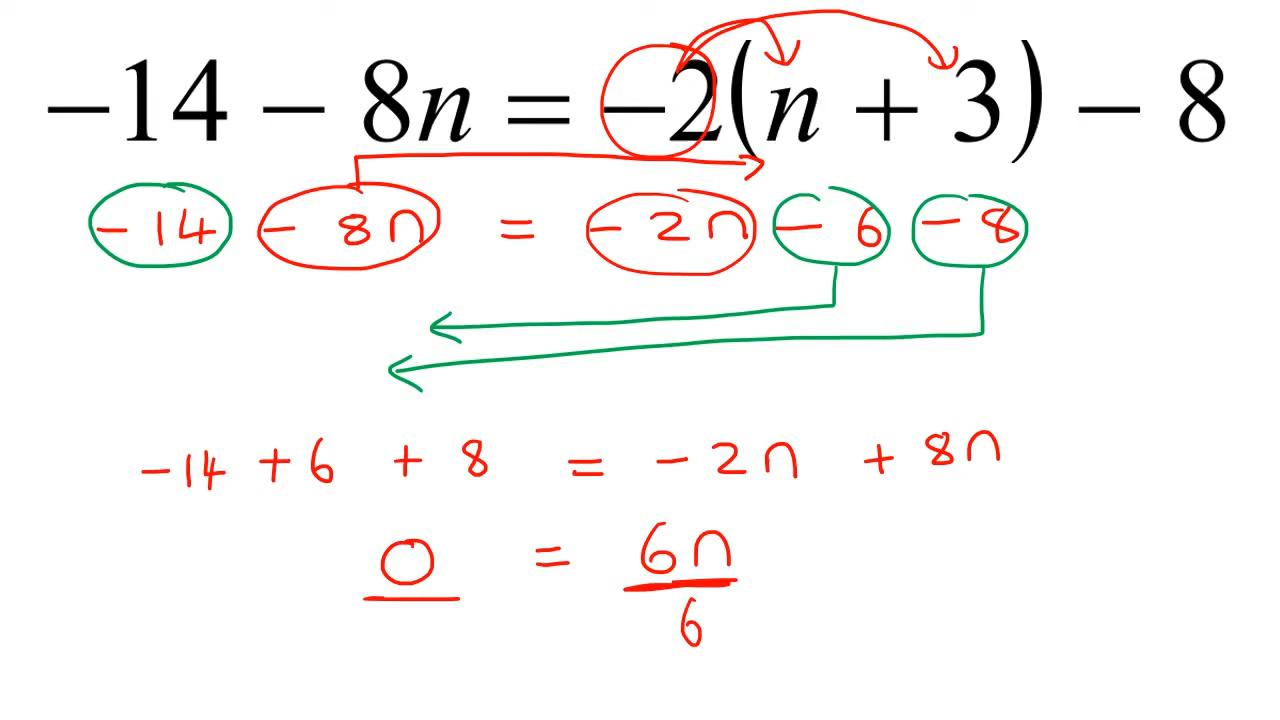 −14 − 8n = −2(n + 3) − 8
−14 − 8n = −2n − 6 − 8
−14 + 6 + 8 = −2n + 8n
0 = 6n
6